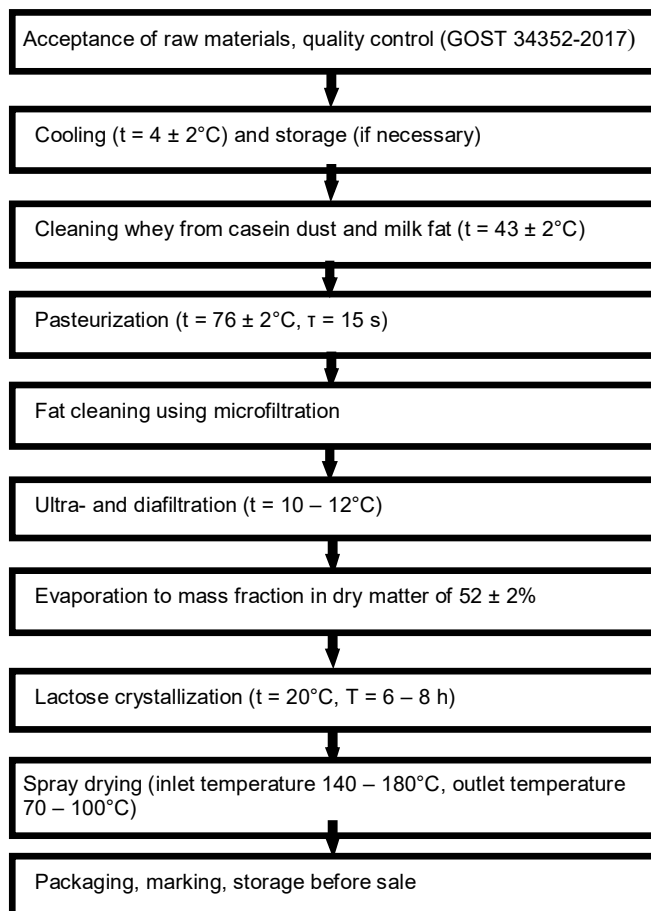 Acceptance of raw materials, quality control (GOST 34352-2017)
Cooling (t = 4 ± 2°C) and storage (if necessary)
Cleaning whey from casein dust and milk fat (t = 43 ± 2°C)
Pasteurization (t = 76 ± 2°C, τ = 15 s)
Fat cleaning using microfiltration
Ultra- and diafiltration (t = 10 – 12°C)
Evaporation to mass fraction in dry matter of 52 ± 2%
Lactose crystallization (t = 20°C, T = 6 – 8 h)
Spray drying (inlet temperature 140 – 180°C, outlet temperature
70 – 100°C)
Packaging, marking, storage before sale